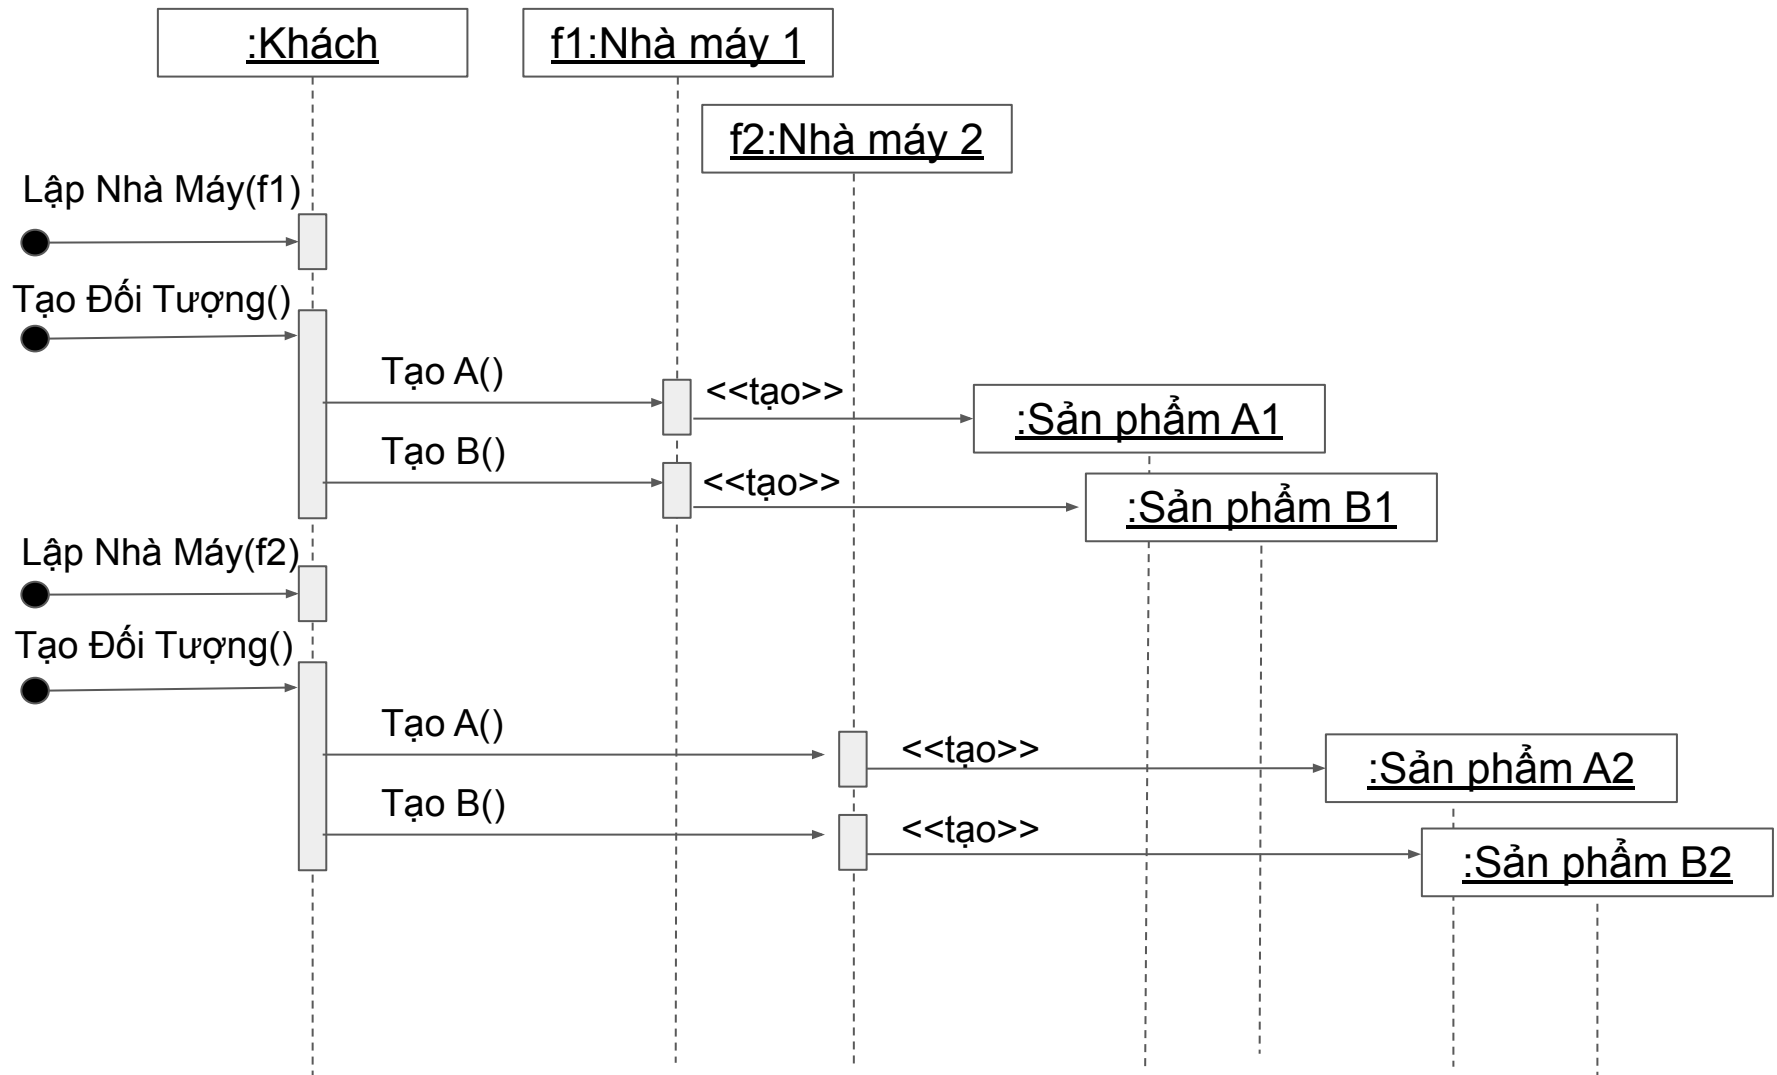 :Khách
f1:Nhà máy 1
f2:Nhà máy 2
Lập Nhà Máy(f1)
Tạo Đối Tượng()
Tạo A()
<<tạo>>
:Sản phẩm A1
Tạo B()
<<tạo>>
:Sản phẩm B1
Lập Nhà Máy(f2)
Tạo Đối Tượng()
Tạo A()
<<tạo>>
:Sản phẩm A2
Tạo B()
<<tạo>>
:Sản phẩm B2